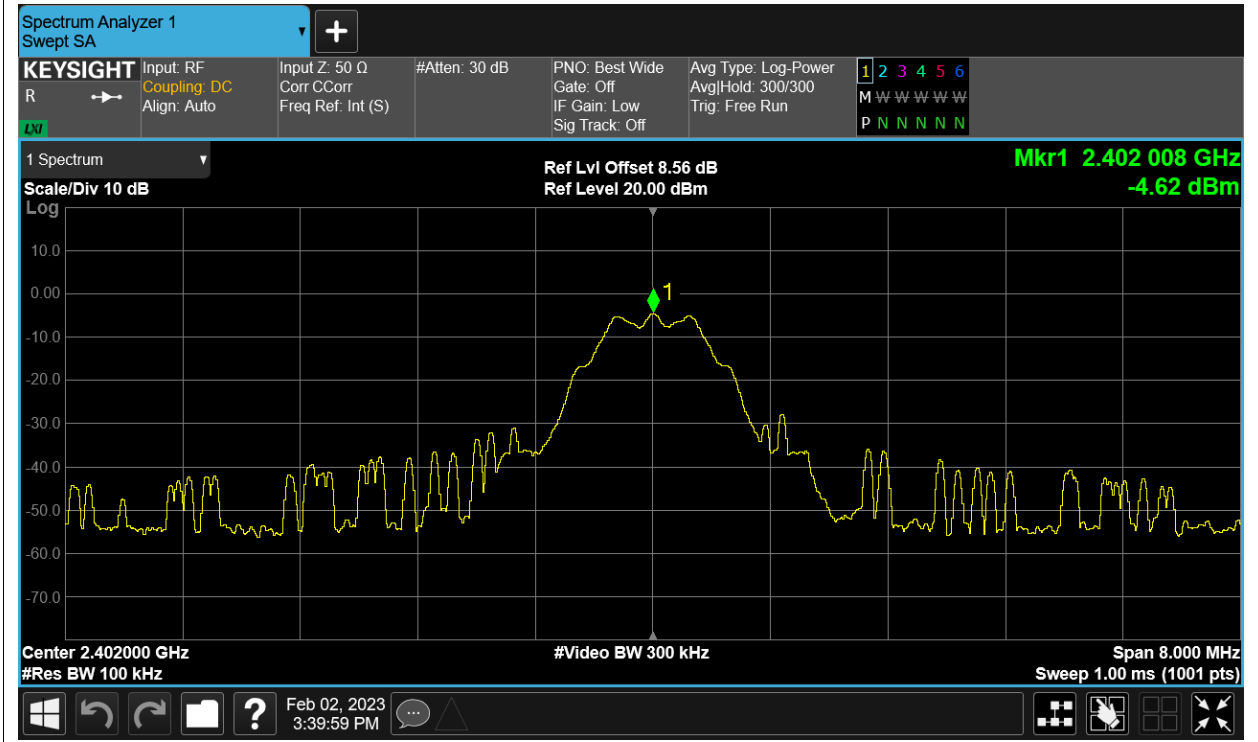 Spectrum Analyzer 1
Swept SA
KEYSIGHT
R
LXI
Input: RF
Coupling: DC
Align: Auto
Input Z: 50 Ω
Corr CCorr
Freq Ref: Int (S)
#Atten: 30 dB
PNO: Best Wide
Gate: Off
IF Gain: Low
Sig Track: Off
Avg Type: Log-Power
Avg|Hold: 300/300
Trig: Free Run
1 2 3 4 5 6
M W W W W W
P N N N N N
1 Spectrum
Scale/Div 10 dB
Log
Ref Lvl Offset 8.56 dB
Ref Level 20.00 dBm
Mkr1 2.402 008 GHz
-4.62 dBm
1
10.0
0.00
-10.0
-20.0
-30.0
-40.0
-50.0
-60.0
-70.0
Center 2.402000 GHz
#Res BW 100 kHz
#Video BW 300 kHz
Span 8.000 MHz
Sweep 1.00 ms (1001 pts)
?
Feb 02, 2023
3:39:59 PM